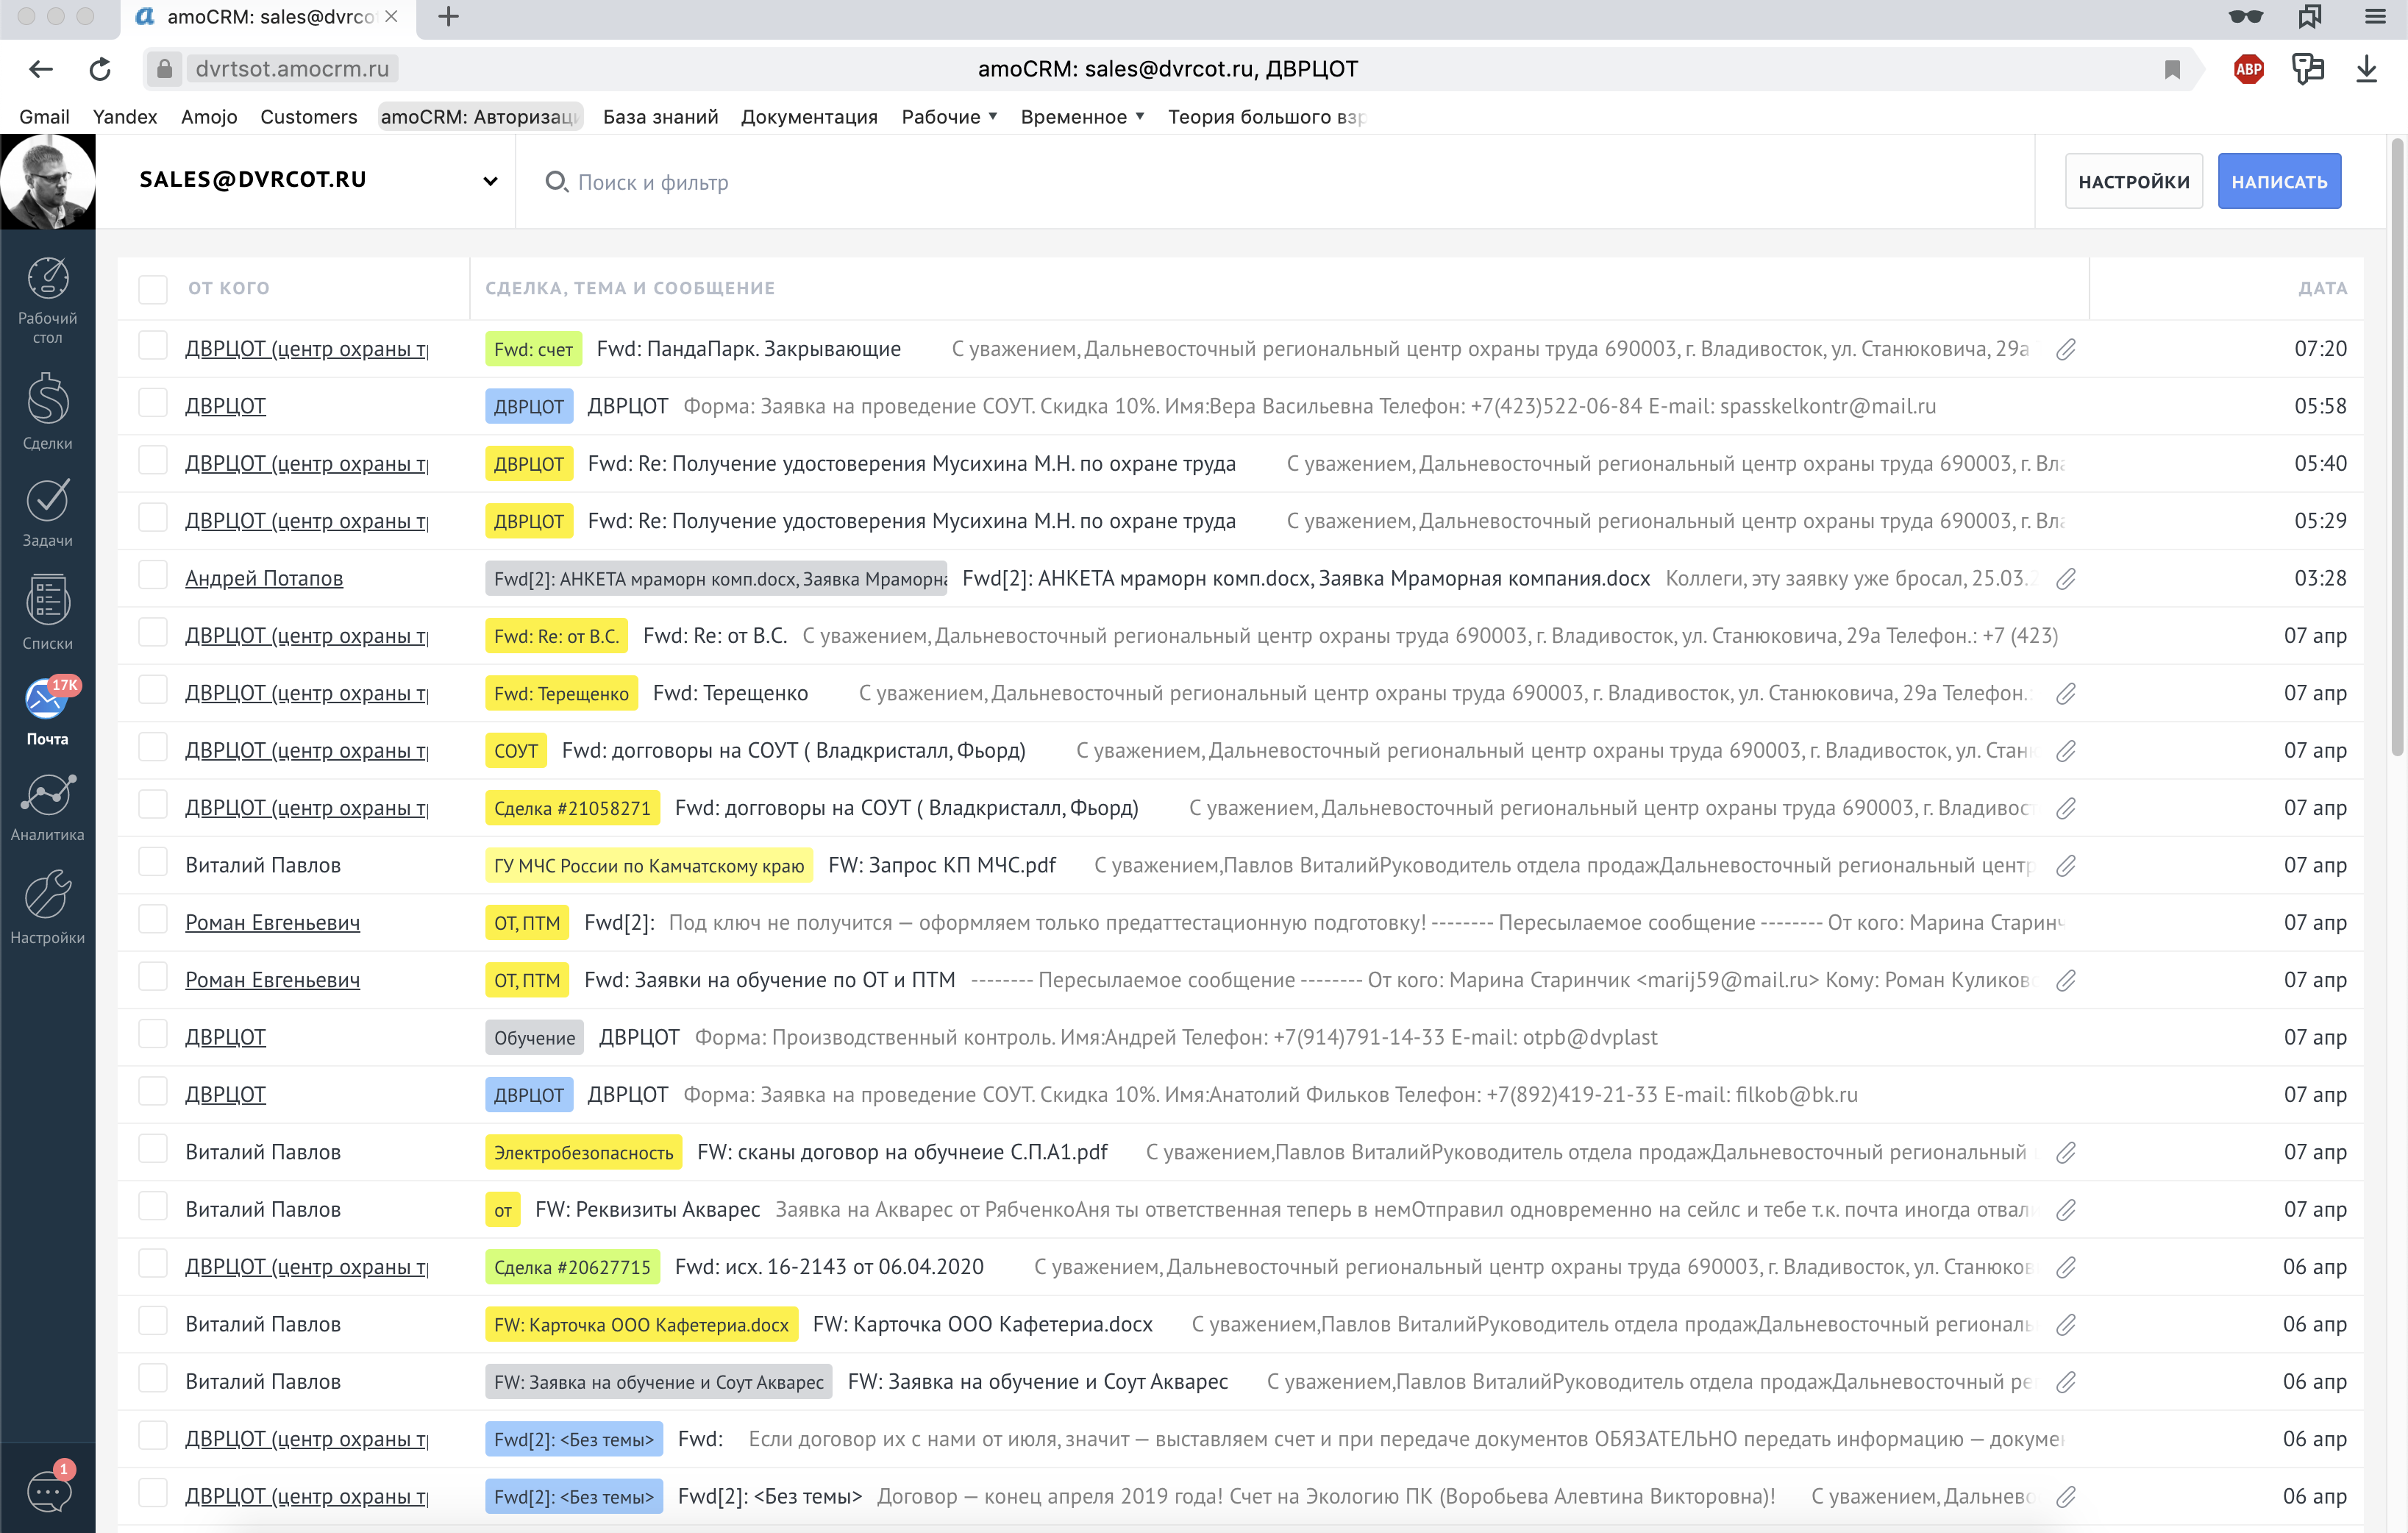 amoCRM: sales@dvrco
dvrtsot.amocrm.ru
amoCRM: sales@dvrcot.ru, ДВРЦОТ
ABP
Gmail Yandex Amojo Customers amoCRM: Авторизаци База знаний Документация Рабочие Временное Теория большого взр
SALES@DVRCOT.RU
Поиск и фильтр
НАСТРОЙКИ
НАПИСАТЬ
Рабочий
стол
Сделки
Задачи
Списки
17K
Почта
Аналитика
Настройки
1
ОТ КОГО СДЕЛКА, ТЕМА И СООБЩЕНИЕ ДАТА
ДВРЦОТ (центр охраны тр Fwd: счет Fwd: ПандаПарк. Закрывающие С уважением, Дальневосточный региональный центр охраны труда 690003, г. Владивосток, ул. Станюковича, 29а 07:20
ДВРЦОТ ДВРЦОТ ДВРЦОТ Форма: Заявка на проведение СОУТ. Скидка 10%. Имя:Вера Васильевна Телефон: +7(423)522-06-84 E-mail: spasskelkontr@mail.ru 05:58
ДВРЦОТ (центр охраны тр ДВРЦОТ Fwd: Re: Получение удостоверения Мусихина М.Н. по охране труда С уважением, Дальневосточный региональный центр охраны труда 690003, г. Вла 05:40
ДВРЦОТ (центр охраны тр ДВРЦОТ Fwd: Re: Получение удостоверения Мусихина М.Н. по охране труда С уважением, Дальневосточный региональный центр охраны труда 690003, г. Вла 05:29
Андрей Потапов Fwd[2]: АНКЕТА мраморн комп.docx, Заявка Мраморна Fwd[2]: АНКЕТА мраморн комп.docx, Заявка Мраморная компания.docx Коллеги, эту заявку уже бросал, 25.03. 03:28
ДВРЦОТ (центр охраны тр Fwd: Re: от В.С. Fwd: Re: от В.С. С уважением, Дальневосточный региональный центр охраны труда 690003, г. Владивосток, ул. Станюковича, 29а Телефон.: +7 (423) 07 апр
ДВРЦОТ (центр охраны тр Fwd: Терещенко Fwd: Терещенко С уважением, Дальневосточный региональный центр охраны труда 690003, г. Владивосток, ул. Станюковича, 29а Телефон. 07 апр
ДВРЦОТ (центр охраны тр СОУТ Fwd: догговоры на СОУТ ( Владкристалл, Фьорд) С уважением, Дальневосточный региональный центр охраны труда 690003, г. Владивосток, ул. Стан 07 апр
ДВРЦОТ (центр охраны тр Сделка #21058271 Fwd: догговоры на СОУТ ( Владкристалл, Фьорд) С уважением, Дальневосточный региональный центр охраны труда 690003, г. Владивост 07 апр
Виталий Павлов ГУ МЧС России по Камчатскому краю FW: Запрос КП МЧС.pdf С уважением,Павлов ВиталийРуководитель отдела продажДальневосточный региональный центр 07 апр
Роман Евгеньевич ОТ, ПТМ Fwd[2]: Под ключ не получится — оформляем только предаттестационную подготовку! -------- Пересылаемое сообщение -------- От кого: Марина Старинч 07 апр
Роман Евгеньевич ОТ, ПТМ Fwd: Заявки на обучение по ОТ и ПТМ -------- Пересылаемое сообщение -------- От кого: Марина Старинчик <marij59@mail.ru> Кому: Роман Куликов 07 апр
ДВРЦОТ Обучение ДВРЦОТ Форма: Производственный контроль. Имя:Андрей Телефон: +7(914)791-14-33 E-mail: otpb@dvplast 07 апр
ДВРЦОТ ДВРЦОТ ДВРЦОТ Форма: Заявка на проведение СОУТ. Скидка 10%. Имя:Анатолий Фильков Телефон: +7(892)419-21-33 E-mail: filkob@bk.ru 07 апр
Виталий Павлов Электробезопасность FW: сканы договор на обучнеие С.П.А1.pdf С уважением,Павлов ВиталийРуководитель отдела продажДальневосточный региональный 07 апр
Виталий Павлов от FW: Реквизиты Акварес Заявка на Акварес от РябченкоАня ты ответственная теперь в немОтправил одновременно на сейлс и тебе т.к. почта иногда отвал 07 апр
ДВРЦОТ (центр охраны тр Сделка #20627715 Fwd: исх. 16-2143 от 06.04.2020 С уважением, Дальневосточный региональный центр охраны труда 690003, г. Владивосток, ул. Станюков 06 апр
Виталий Павлов FW: Карточка ООО Кафетериа.docx FW: Карточка ООО Кафетериа.docx С уважением,Павлов ВиталийРуководитель отдела продажДальневосточный региональ 06 апр
Виталий Павлов FW: Заявка на обучение и Соут Акварес FW: Заявка на обучение и Соут Акварес С уважением,Павлов ВиталийРуководитель отдела продажДальневосточный ре 06 апр
ДВРЦОТ (центр охраны тр Fwd[2]: <Без темы> Fwd: Если договор их с нами от июля, значит — выставляем счет и при передаче документов ОБЯЗАТЕЛЬНО передать информацию — докумен 06 апр
ДВРЦОТ (центр охраны тр Fwd[2]: <Без темы> Fwd[2]: <Без темы> Договор — конец апреля 2019 года! Счет на Экологию ПК (Воробьева Алевтина Викторовна)! С уважением, Дальнево 06 апр